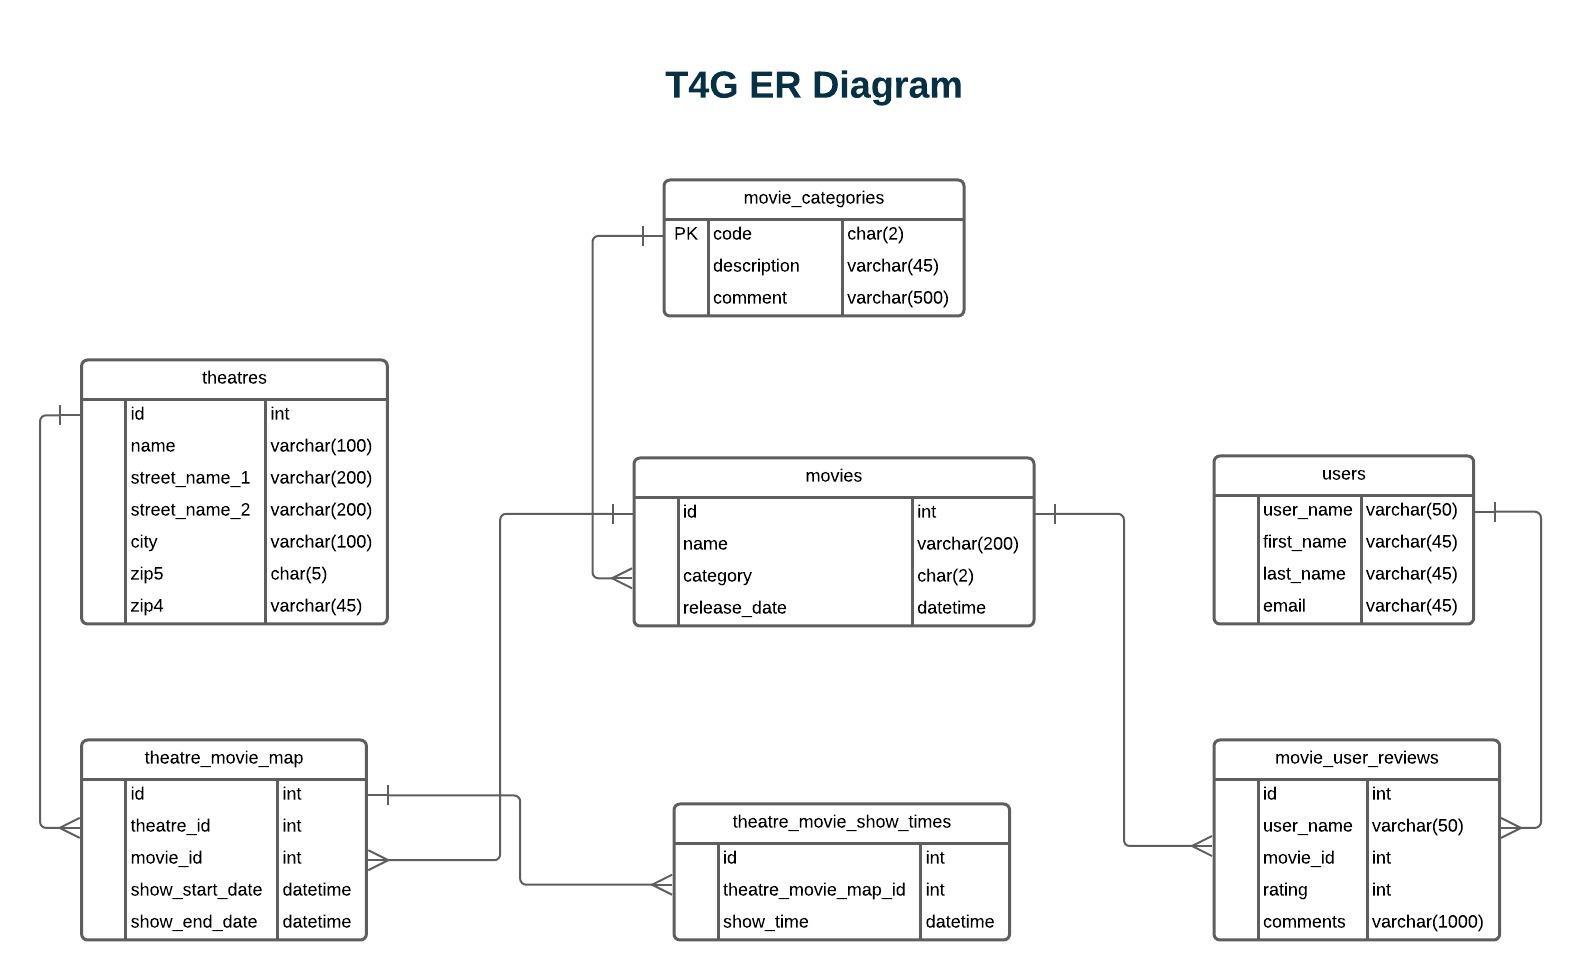 T4G ER Diagram
movie_categories
PK code char(2)
description varchar(45)
comment varchar(500)
theatres
id int
name varchar(100)
street_name_1 varchar(200)
street_name_2 varchar(200)
city varchar(100)
zip5 char(5)
zip4 varchar(45)
movies
id int
name varchar(200)
category char(2)
release_date datetime
users
user_name varchar(50)
first_name varchar(45)
last_name varchar(45)
email varchar(45)
theatre_movie_map
id int
theatre_id int
movie_id int
show_start_date datetime
show_end_date datetime
theatre_movie_show_times
id int
theatre_movie_map_id int
show_time datetime
movie_user_reviews
id int
user_name varchar(50)
movie_id int
rating int
comments varchar(1000)